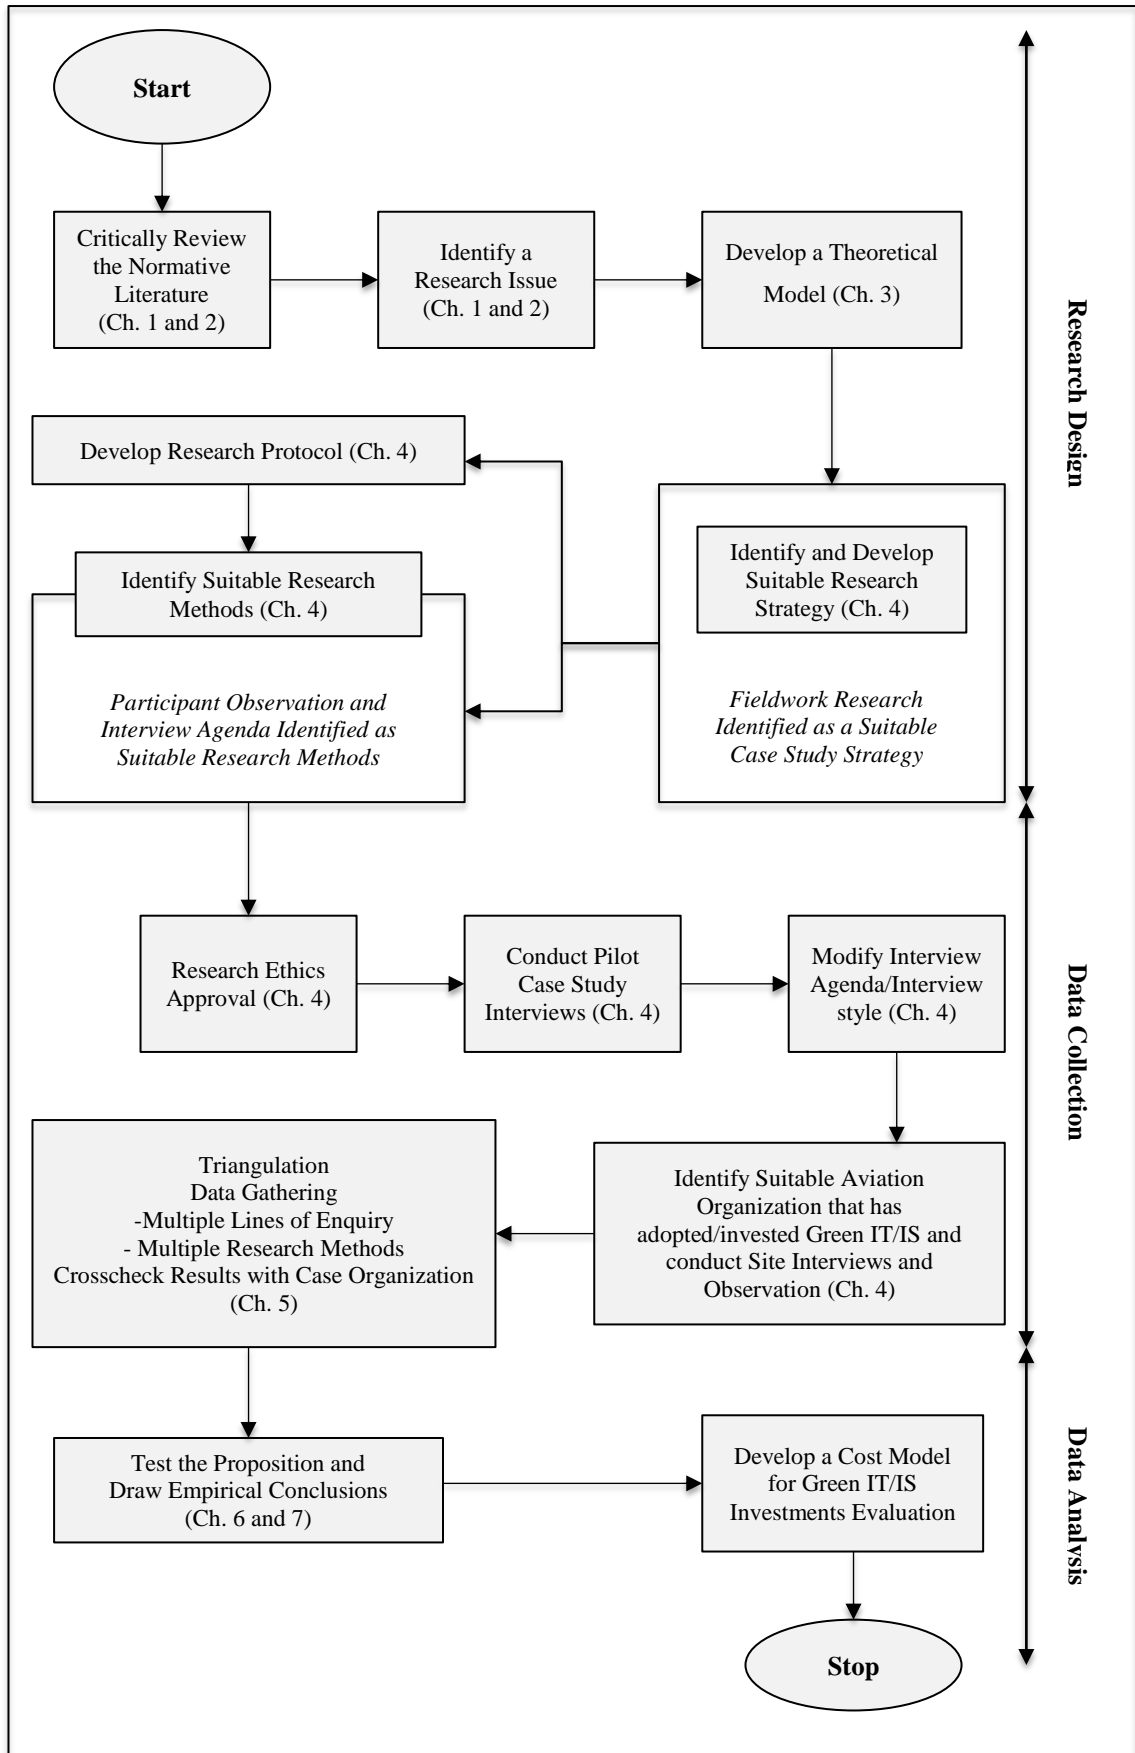 Start
Critically Review
the Normative
Literature
(Ch. 1 and 2)
Identify a
Research Issue
(Ch. 1 and 2)
Develop a Theoretical
Model (Ch. 3)
Research Design
Develop Research Protocol (Ch. 4)
Identify and Develop
Suitable Research
Strategy (Ch. 4)
Identify Suitable Research
Methods (Ch. 4)
Participant Observation and
Interview Agenda Identified as
Suitable Research Methods
Fieldwork Research
Identified as a Suitable
Case Study Strategy
Research Ethics
Approval (Ch. 4)
Conduct Pilot
Case Study
Interviews (Ch. 4)
Modify Interview
Agenda/Interview
style (Ch. 4)
Data Collection
Triangulation
Data Gathering
-Multiple Lines of Enquiry
- Multiple Research Methods
Crosscheck Results with Case Organization
(Ch. 5)
Identify Suitable Aviation
Organization that has
adopted/invested Green IT/IS and
conduct Site Interviews and
Observation (Ch. 4)
Test the Proposition and
Draw Empirical Conclusions
(Ch. 6 and 7)
Develop a Cost Model
for Green IT/IS
Investments Evaluation
Data Analysis
Stop